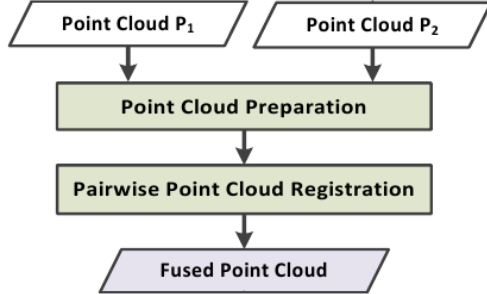 Point Cloud P₁
Point Cloud P₂
Point Cloud Preparation
Pairwise Point Cloud Registration
Fused Point Cloud